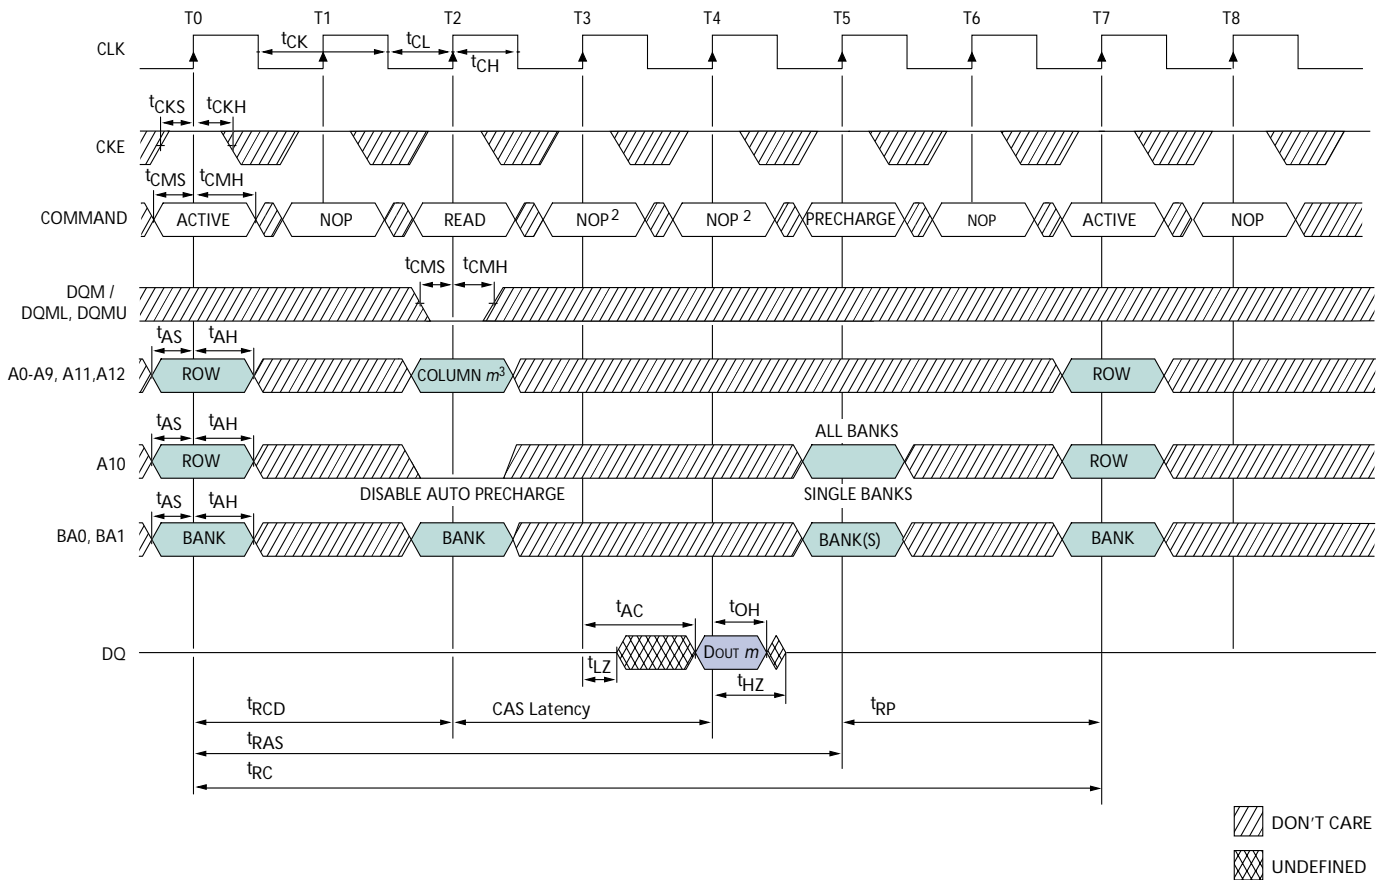 T0 T1 T2 T3 T4 T5 T6 T7 T8
CLK
tCK tCL
tCH
tCKS tCKH
CKE
tCMS tCMH
COMMAND ACTIVE NOP READ NOP2 NOP 2 PRECHARGE NOP ACTIVE NOP
tCMS tCMH
DQM /
DQML, DQMU
tAS tAH
A0-A9, A11,A12 ROW COLUMN m3 ROW
tAS tAH ALL BANKS
A10 ROW ROW
DISABLE AUTO PRECHARGE SINGLE BANKS
tAS tAH
BA0, BA1 BANK BANK BANK(S) BANK
tAC tOH
DQ DOUT m
tLZ
tHZ
tRCD CAS Latency tRP
tRAS
tRC
DON'T CARE
UNDEFINED